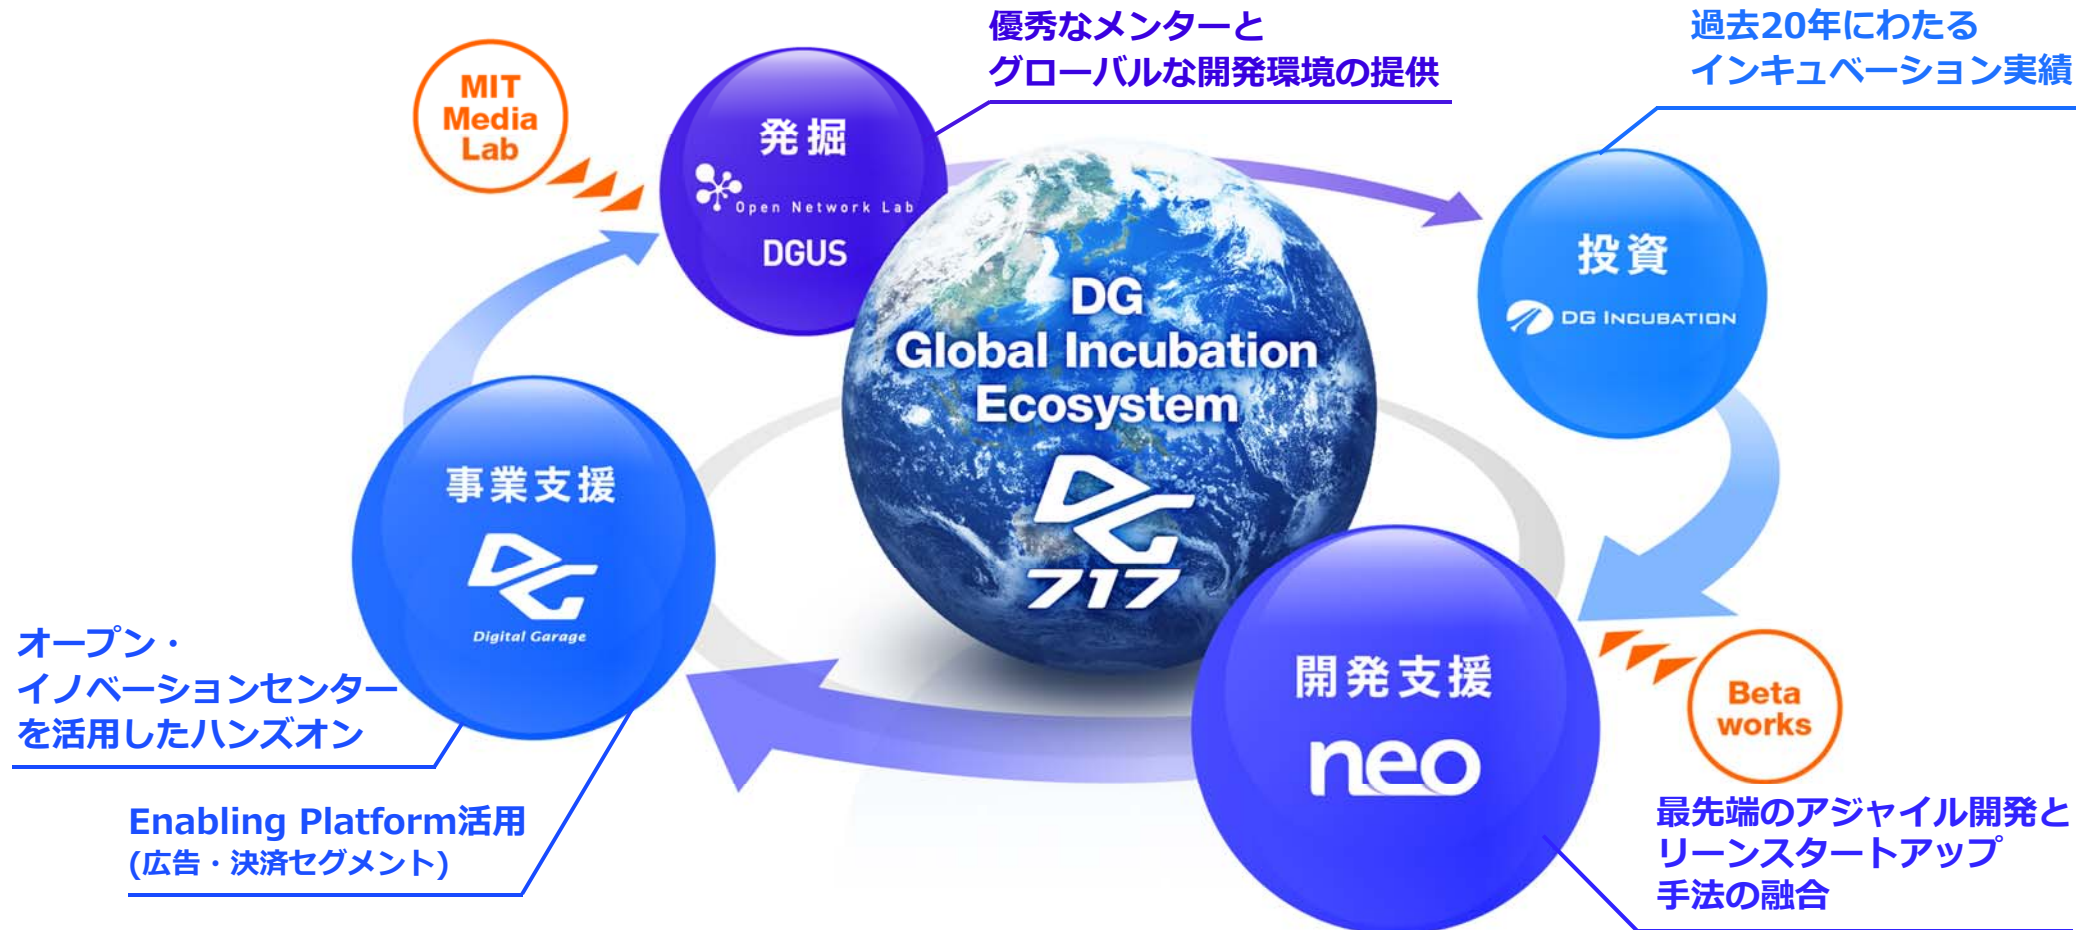 優秀なメンターと
グローバルな開発環境の提供
過去20年にわたる
インキュベーション実績
MIT
Media
Lab
発掘
Open Network Lab
DGUS
投資
DG INCUBATION
DG
Global Incubation
Ecosystem
DG
717
事業支援
DG
Digital Garage
開発支援
neo
Beta
works
オープン・
イノベーションセンター
を活用したハンズオン
Enabling Platform活用
(広告・決済セグメント)
最先端のアジャイル開発と
リーンスタートアップ
手法の融合